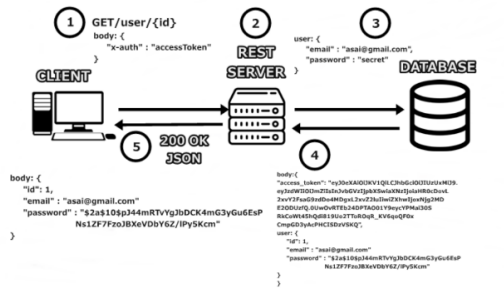 1
GET/user/{id}
body: {
"x-auth" : "accessToken"
}
2
3
user: {
"email" : "asai@gmail.com",
"password" : "secret"
}
CLIENT
REST
SERVER
DATABASE
5
200 OK
JSON
4
body: {
"id": 1,
"email" : "asai@gmail.com"
"password" : "$2a$10$pJ44mRTvYgJbDCK4mG3yGu6EsP
Ns1ZF7FzoJBXeVDbY6Z/lPySKcm"
}
body:{
"access_token":
user: {
"id": 1,
"email" : "asai@gmail.com"
"password" : "$2a$10$pJ44mRTvYgJbDCK4mG3yGu6EsP
Ns1ZF7FzoJBXeVDbY6Z/lPySKcm"
}
}